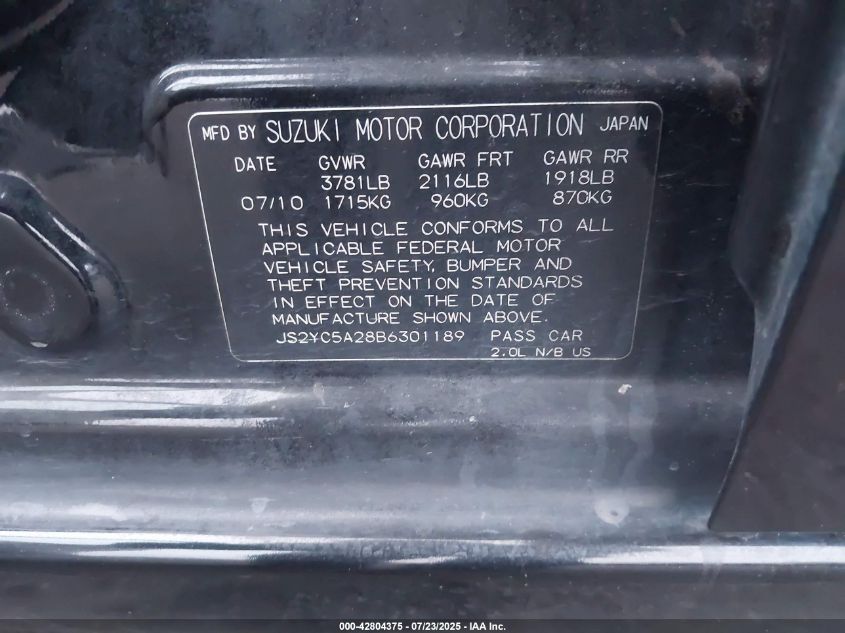 MFD BY SUZUKI MOTOR CORPORATION JAPAN
DATE GVWR GAWR FRT GAWR RR
3781LB 2116LB 1918LB
07/10 1715KG 960KG 870KG
THIS VEHICLE CONFORMS TO ALL
APPLICABLE FEDERAL MOTOR
VEHICLE SAFETY, BUMPER AND
THEFT PREVENTION STANDARDS
IN EFFECT ON THE DATE OF
MANUFACTURE SHOWN ABOVE.
JS2YC5A28B6301189 PASS CAR
2.0L N/B US
000-42804375 - 07/23/2025 - IAA Inc.